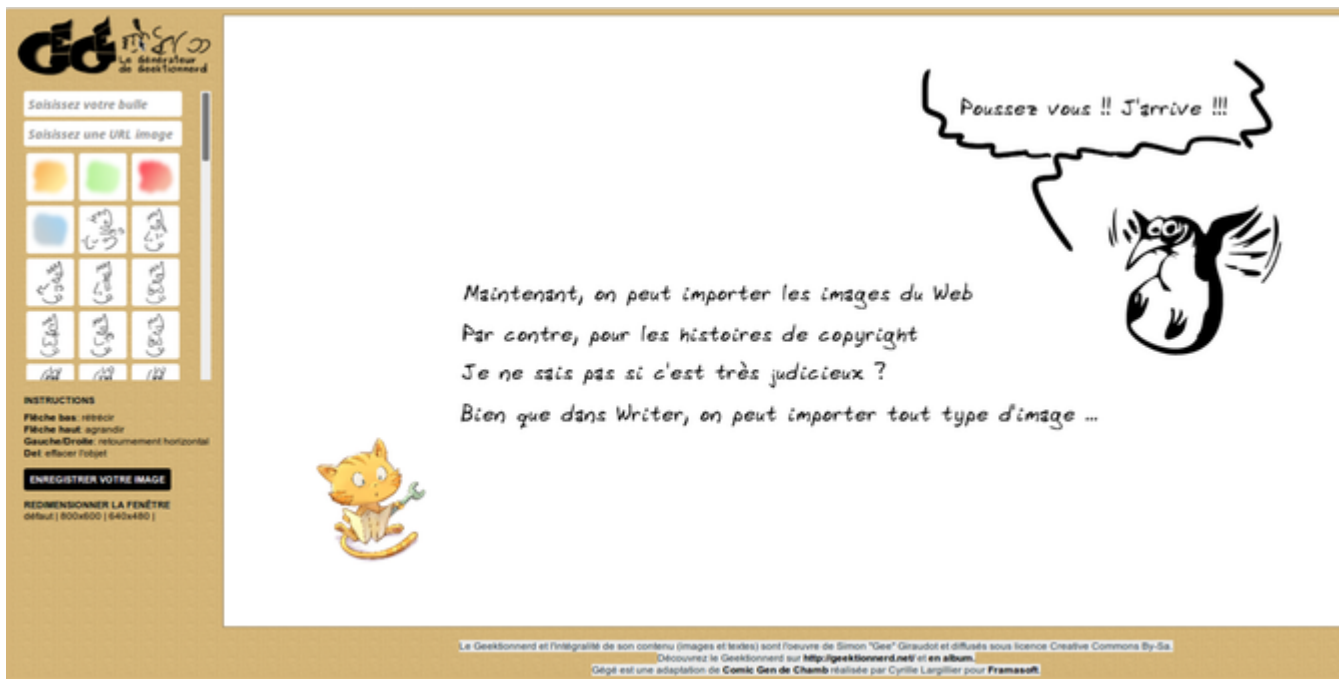 GÉGÉ
Le Générateur
de Geektionnerd
Saisissez votre bulle
Saisissez une URL image
INSTRUCTIONS
Flèche bas: rétrécir
Flèche haut: agrandir
Gauche/Droite: retournement horizontal
Del: effacer l'objet
ENREGISTRER VOTRE IMAGE
REDIMENSIONNER LA FENÊTRE
défaut | 800x600 | 640x480 |
Poussez vous !! J'arrive !!!
Maintenant, on peut importer les images du Web
Par contre, pour les histoires de copyright
Je ne sais pas si c'est très judicieux ?
Bien que dans Writer, on peut importer tout type d'image ...
Le Geektionnerd et l'intégralité de son contenu (images et textes) sont l'oeuvre de Simon "Gee" Giraudot et diffusés sous licence Creative Commons By-Sa.
Découvrez le Geektionnerd sur http://geektionnerd.net/ et en album.
Gégé est une adaptation de Comic Gen de Chamb réalisée par Cyrille Largillier pour Framasoft.